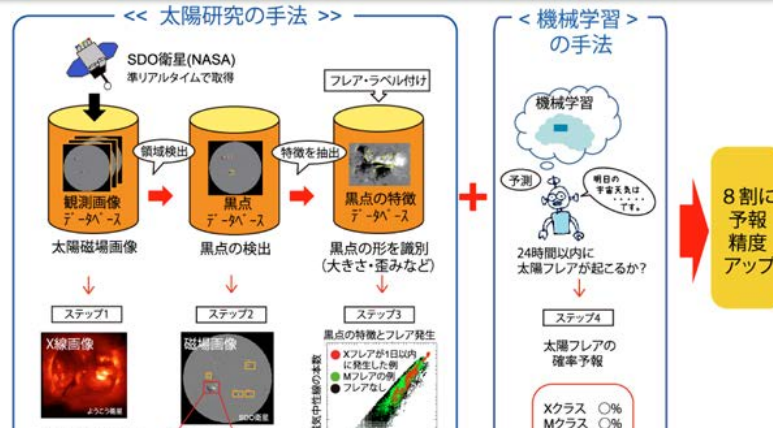 << 太陽研究の手法 >>
SDO衛星(NASA)
準リアルタイムで取得
フレア・ラベル付け
領域検出
特徴を抽出
観測画像
データベース
黒点
データベース
黒点の特徴
データベース
太陽磁場画像
黒点の検出
黒点の形を識別
(大きさ・歪みなど)
ステップ1
ステップ2
ステップ3
X線画像
ようこう衛星
磁場画像
SDO衛星
黒点の特徴とフレア発生
Xフレアが1日以内
に発生した例
Mフレアの例
フレアなし
磁気中性線の本数
+
< 機械学習 >
の手法
機械学習
予測
明日の
宇宙天気は
・・・・・
です。
24時間以内に
太陽フレアが起こるか?
ステップ4
太陽フレアの
確率予報
Xクラス ○%
Mクラス ○%
8割に
予報
精度
アップ